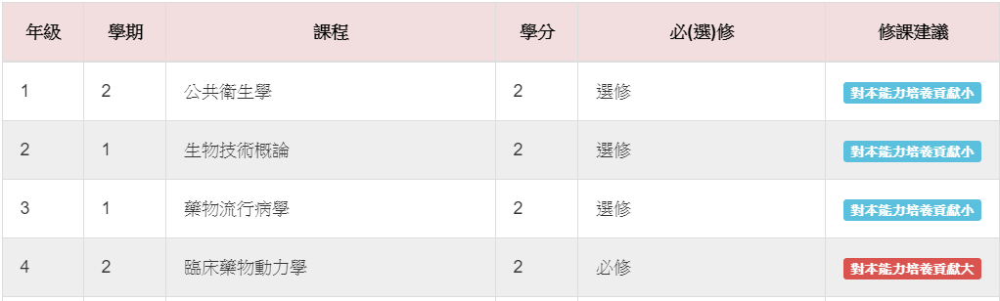 年級 學期 課程 學分 必(選)修 修課建議
1 2 公共衛生學 2 選修 對本能力培養貢獻小
2 1 生物技術概論 2 選修 對本能力培養貢獻小
3 1 藥物流行病學 2 選修 對本能力培養貢獻小
4 2 臨床藥物動力學 2 必修 對本能力培養貢獻大